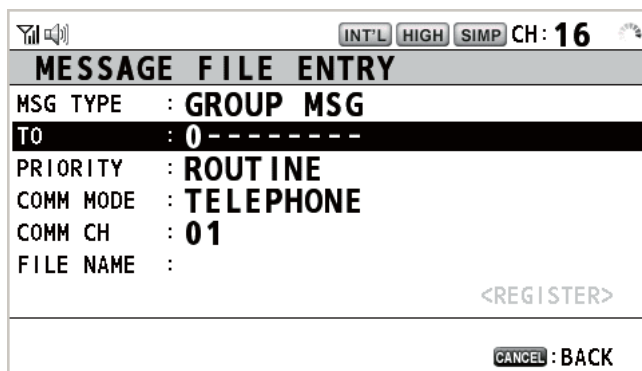 INT'L HIGH SIMP CH: 16
MESSAGE FILE ENTRY
MSG TYPE : GROUP MSG
TO : 0--------
PRIORITY : ROUTINE
COMM MODE : TELEPHONE
COMM CH : 01
FILE NAME :
<REGISTER>
CANCEL : BACK